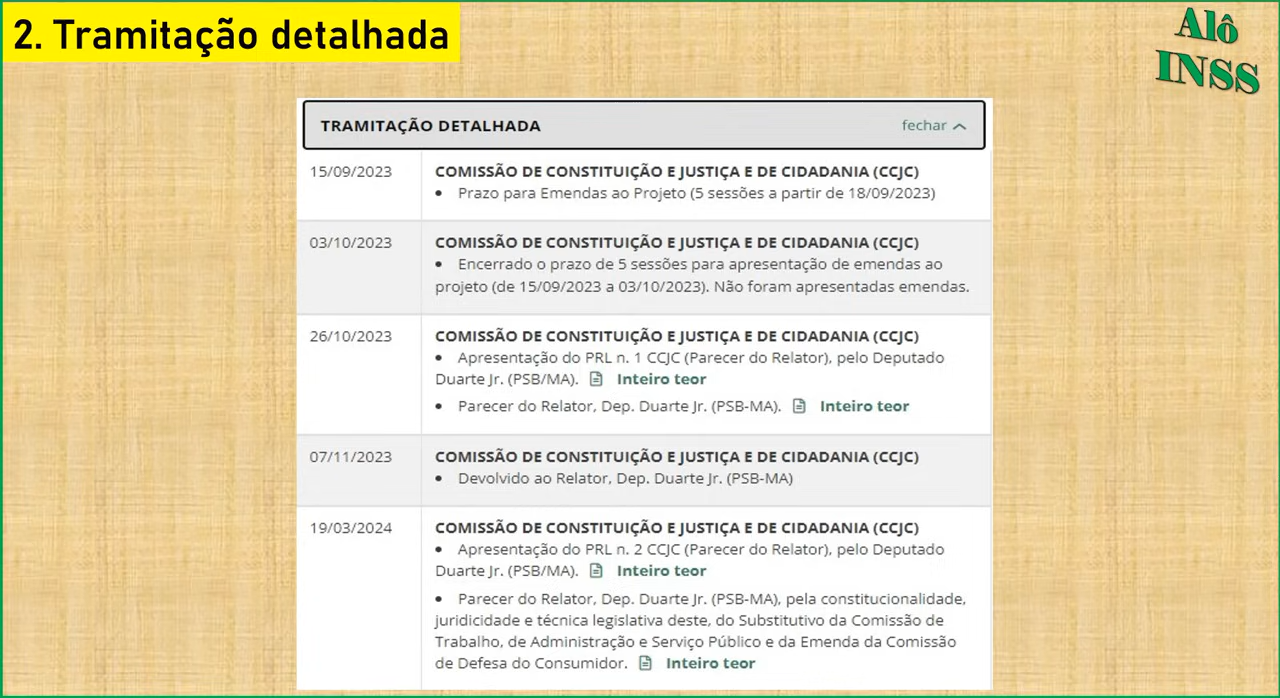 2. Tramitação detalhada
Alô
INSS
TRAMITAÇÃO DETALHADA
fechar
15/09/2023
COMISSÃO DE CONSTITUIÇÃO E JUSTIÇA E DE CIDADANIA (CCJC)
• Prazo para Emendas ao Projeto (5 sessões a partir de 18/09/2023)
03/10/2023
COMISSÃO DE CONSTITUIÇÃO E JUSTIÇA E DE CIDADANIA (CCJC)
• Encerrado o prazo de 5 sessões para apresentação de emendas ao
projeto (de 15/09/2023 a 03/10/2023). Não foram apresentadas emendas.
26/10/2023
COMISSÃO DE CONSTITUIÇÃO E JUSTIÇA E DE CIDADANIA (CCJC)
• Apresentação do PRL n. 1 CCJC (Parecer do Relator), pelo Deputado
Duarte Jr. (PSB/MA). Inteiro teor
• Parecer do Relator, Dep. Duarte Jr. (PSB-MA). Inteiro teor
07/11/2023
COMISSÃO DE CONSTITUIÇÃO E JUSTIÇA E DE CIDADANIA (CCJC)
• Devolvido ao Relator, Dep. Duarte Jr. (PSB-MA)
19/03/2024
COMISSÃO DE CONSTITUIÇÃO E JUSTIÇA E DE CIDADANIA (CCJC)
• Apresentação do PRL n. 2 CCJC (Parecer do Relator), pelo Deputado
Duarte Jr. (PSB/MA). Inteiro teor
• Parecer do Relator, Dep. Duarte Jr. (PSB-MA), pela constitucionalidade,
juridicidade e técnica legislativa deste, do Substitutivo da Comissão de
Trabalho, de Administração e Serviço Público e da Emenda da Comissão
de Defesa do Consumidor. Inteiro teor